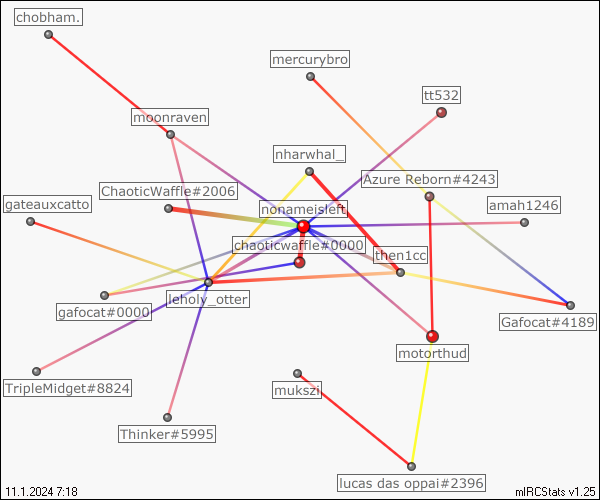 chobham.
mercurybro
tt532
moonraven
nharwhal_
Azure Reborn#4243
ChaoticWaffle#2006
gateauxcatto
nonameisleft
amah1246
chaoticwaffle#0000
then1cc
leholy_otter
gafocat#0000
Gafocat#4189
motorthud
TripleMidget#8824
mukszi
Thinker#5995
lucas das oppai#2396
11.1.2024 7:18
mIRCStats v1.25